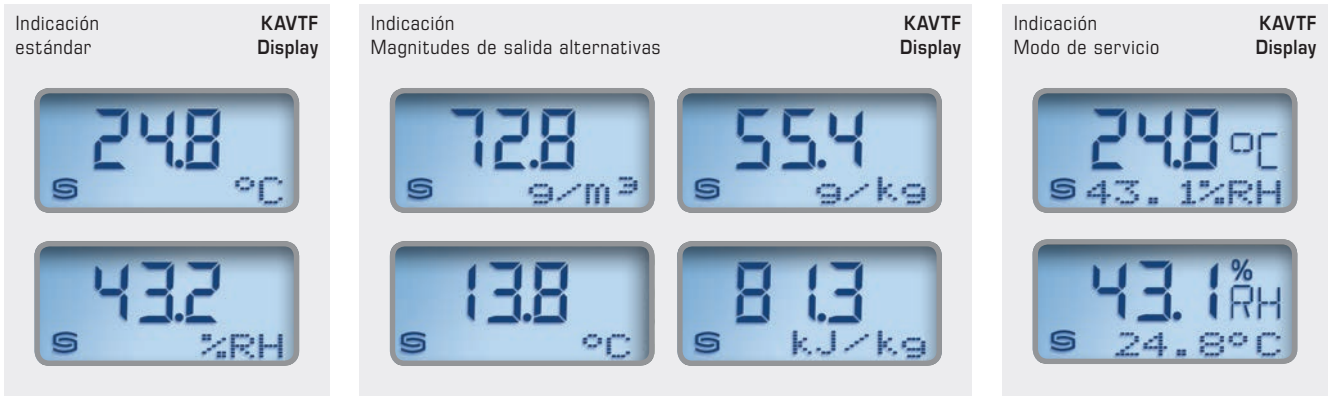 Indicación KAVTF
estándar Display
24.8
°C
43.2
%RH
Indicación KAVTF
Magnitudes de salida alternativas Display
72.8
g/m³
55.4
g/kg
13.8
°C
81.3
kJ/kg
Indicación KAVTF
Modo de servicio Display
24.8 °C
43.1%RH
43.1 % RH
24.8°C